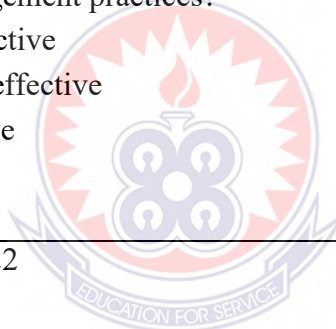 gement practices?
ctive
effective
e
2
EDUCATION FOR SERVICE